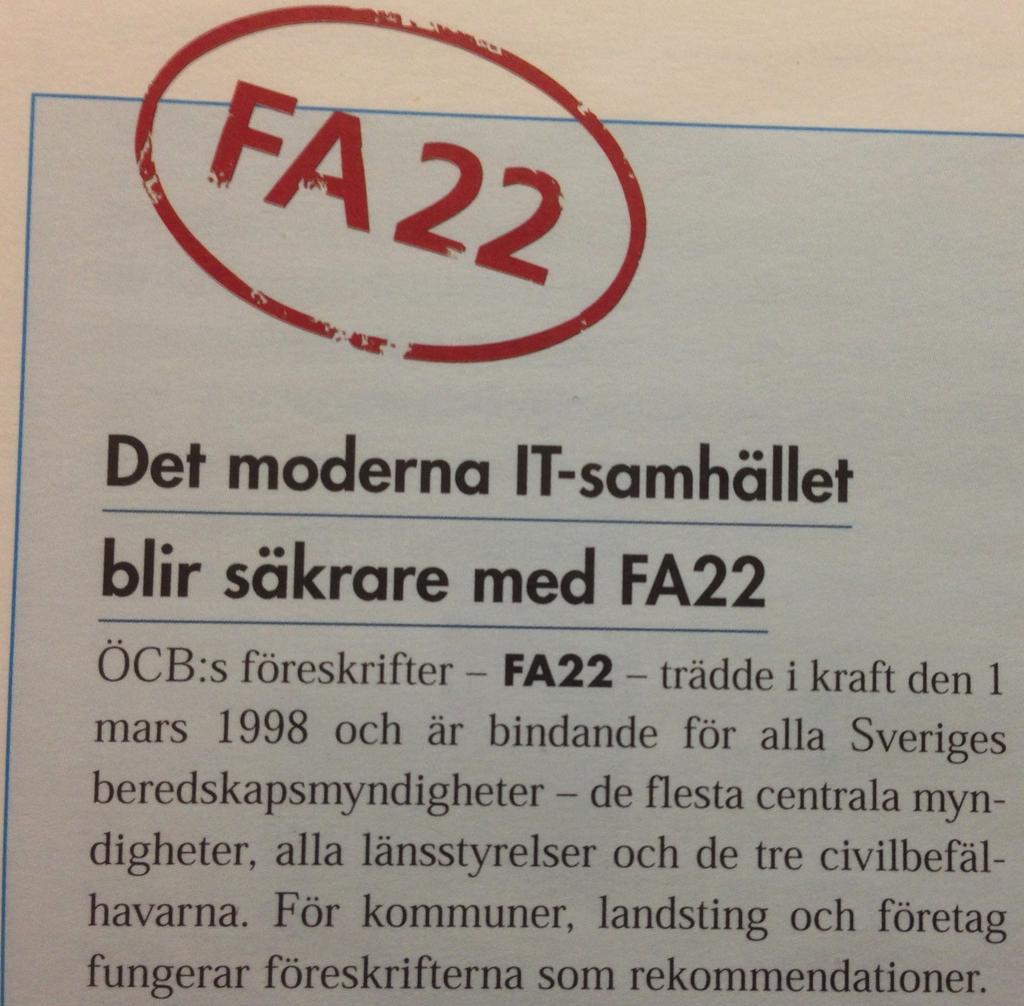 FA 22
Det moderna IT-samhället
blir säkrare med FA22
ÖCB:s föreskrifter – FA22 – trädde i kraft den 1
mars 1998 och är bindande för alla Sveriges
beredskapsmyndigheter – de flesta centrala myn-
digheter, alla länsstyrelser och de tre civilbefäl-
havarna. För kommuner, landsting och företag
fungerar föreskrifterna som rekommendationer.